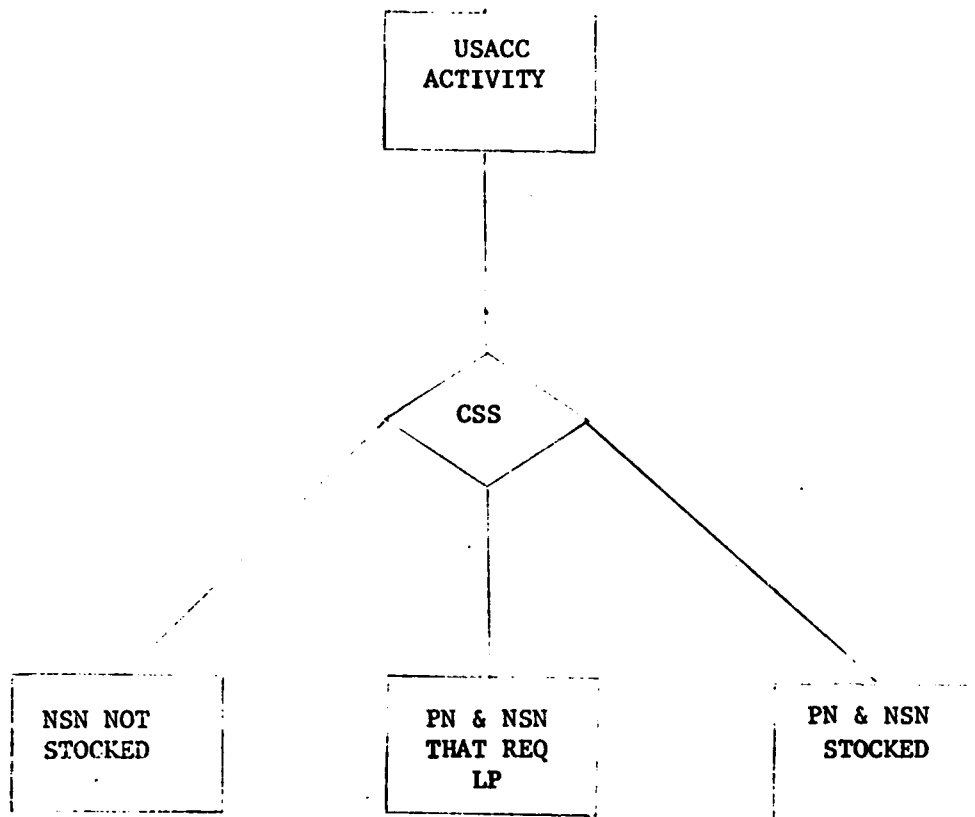 USACC
ACTIVITY
CSS
NSN NOT
STOCKED
PN & NSN
THAT REQ
LP
PN & NSN
STOCKED